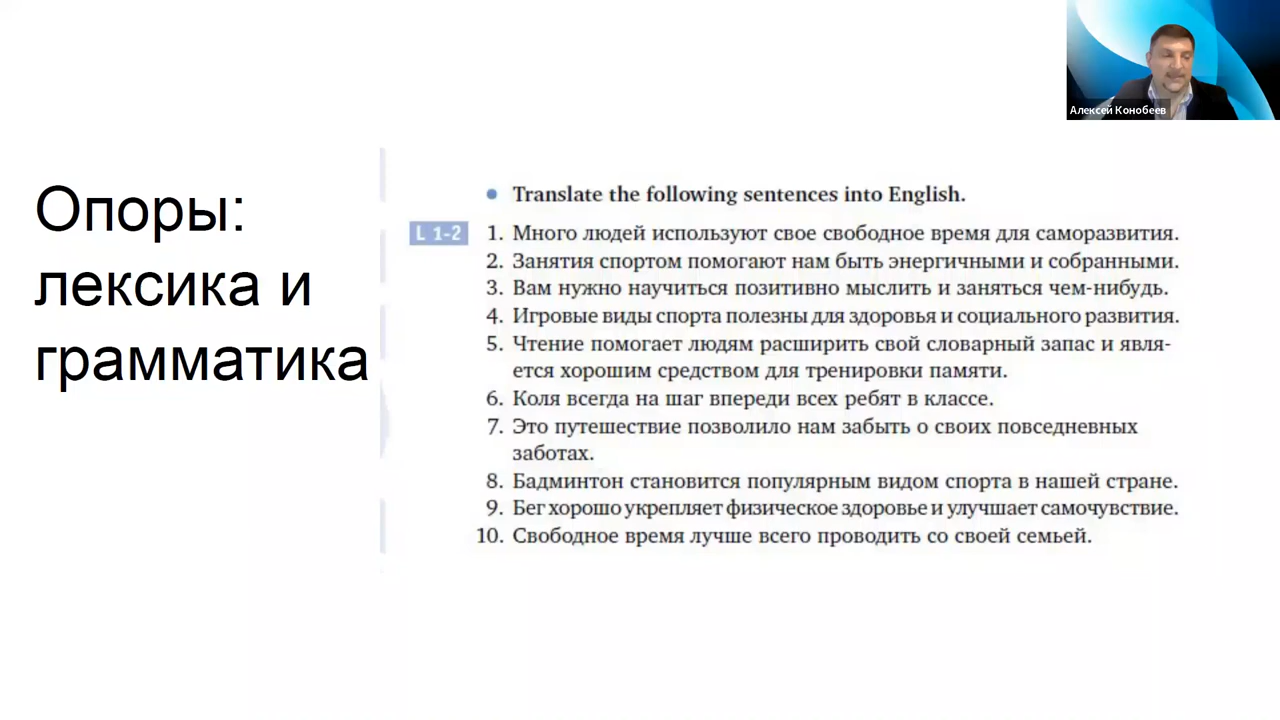 Алексей Конобеев
Опоры:
лексика и
грамматика
• Translate the following sentences into English.
L 1-2
1. Много людей используют свое свободное время для саморазвития.
2. Занятия спортом помогают нам быть энергичными и собранными.
3. Вам нужно научиться позитивно мыслить и заняться чем-нибудь.
4. Игровые виды спорта полезны для здоровья и социального развития.
5. Чтение помогает людям расширить свой словарный запас и явля-
ется хорошим средством для тренировки памяти.
6. Коля всегда на шаг впереди всех ребят в классе.
7. Это путешествие позволило нам забыть о своих повседневных
заботах.
8. Бадминтон становится популярным видом спорта в нашей стране.
9. Бег хорошо укрепляет физическое здоровье и улучшает самочувствие.
10. Свободное время лучше всего проводить со своей семьей.